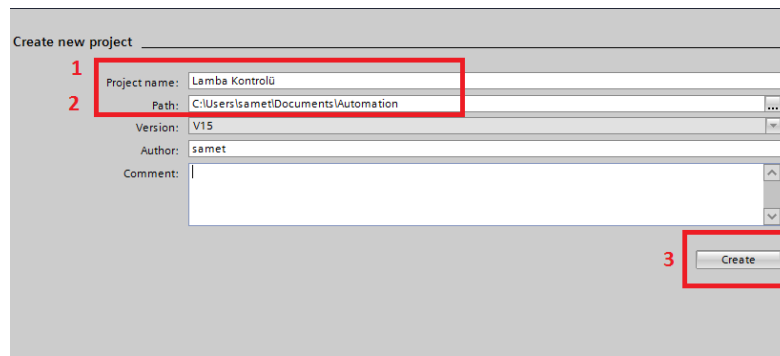 Create new project
1
Project name: Lamba Kontrolü
2
Path: C:\Users\samet\Documents\Automation
...
Version: V15
Author: samet
Comment:
3
Create